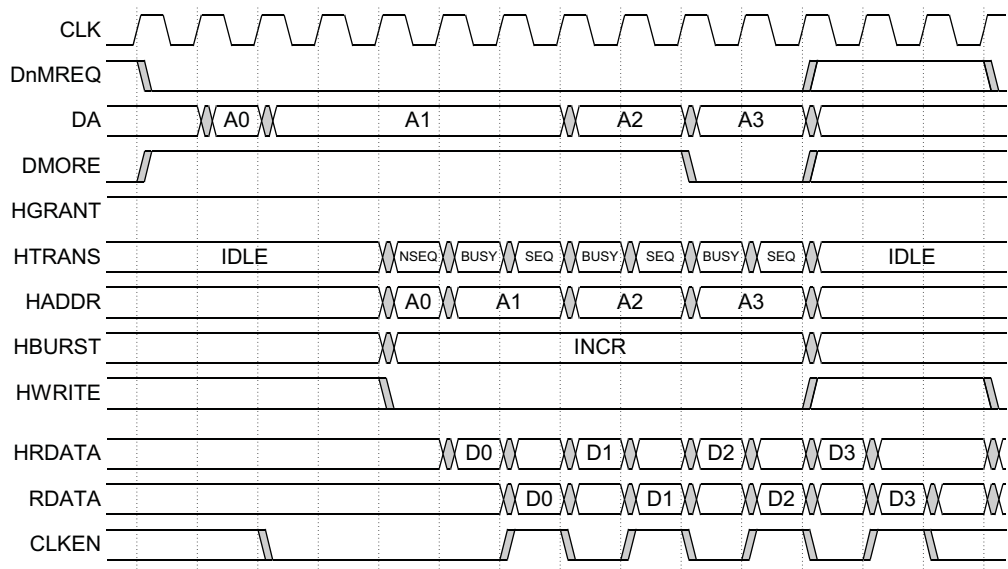 CLK
DnMREQ
DA A0 A1 A2 A3
DMORE
HGRANT
HTRANS IDLE NSEQ BUSY SEQ BUSY SEQ BUSY SEQ IDLE
HADDR A0 A1 A2 A3
HBURST INCR
HWRITE
HRDATA D0 D1 D2 D3
RDATA D0 D1 D2 D3
CLKEN